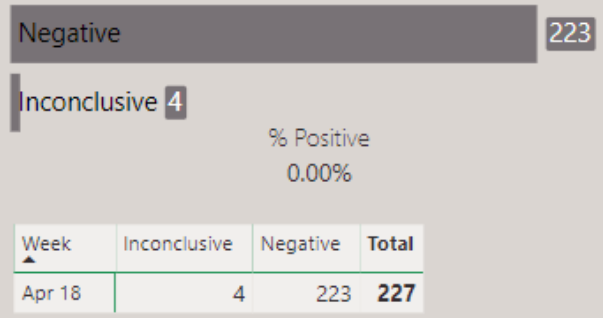 Negative 223
Inconclusive 4
% Positive
0.00%
Week Inconclusive Negative Total
Apr 18 4 223 227